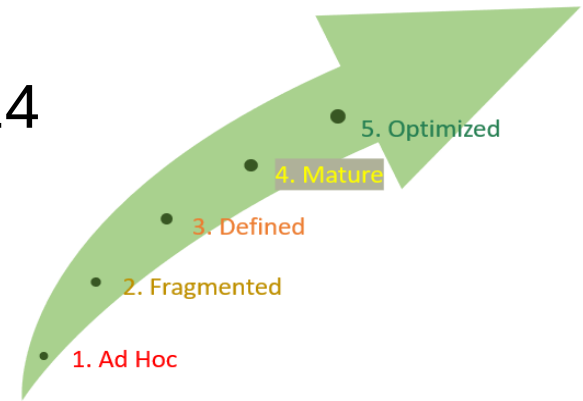 .4
5. Optimized
4. Mature
3. Defined
2. Fragmented
1. Ad Hoc